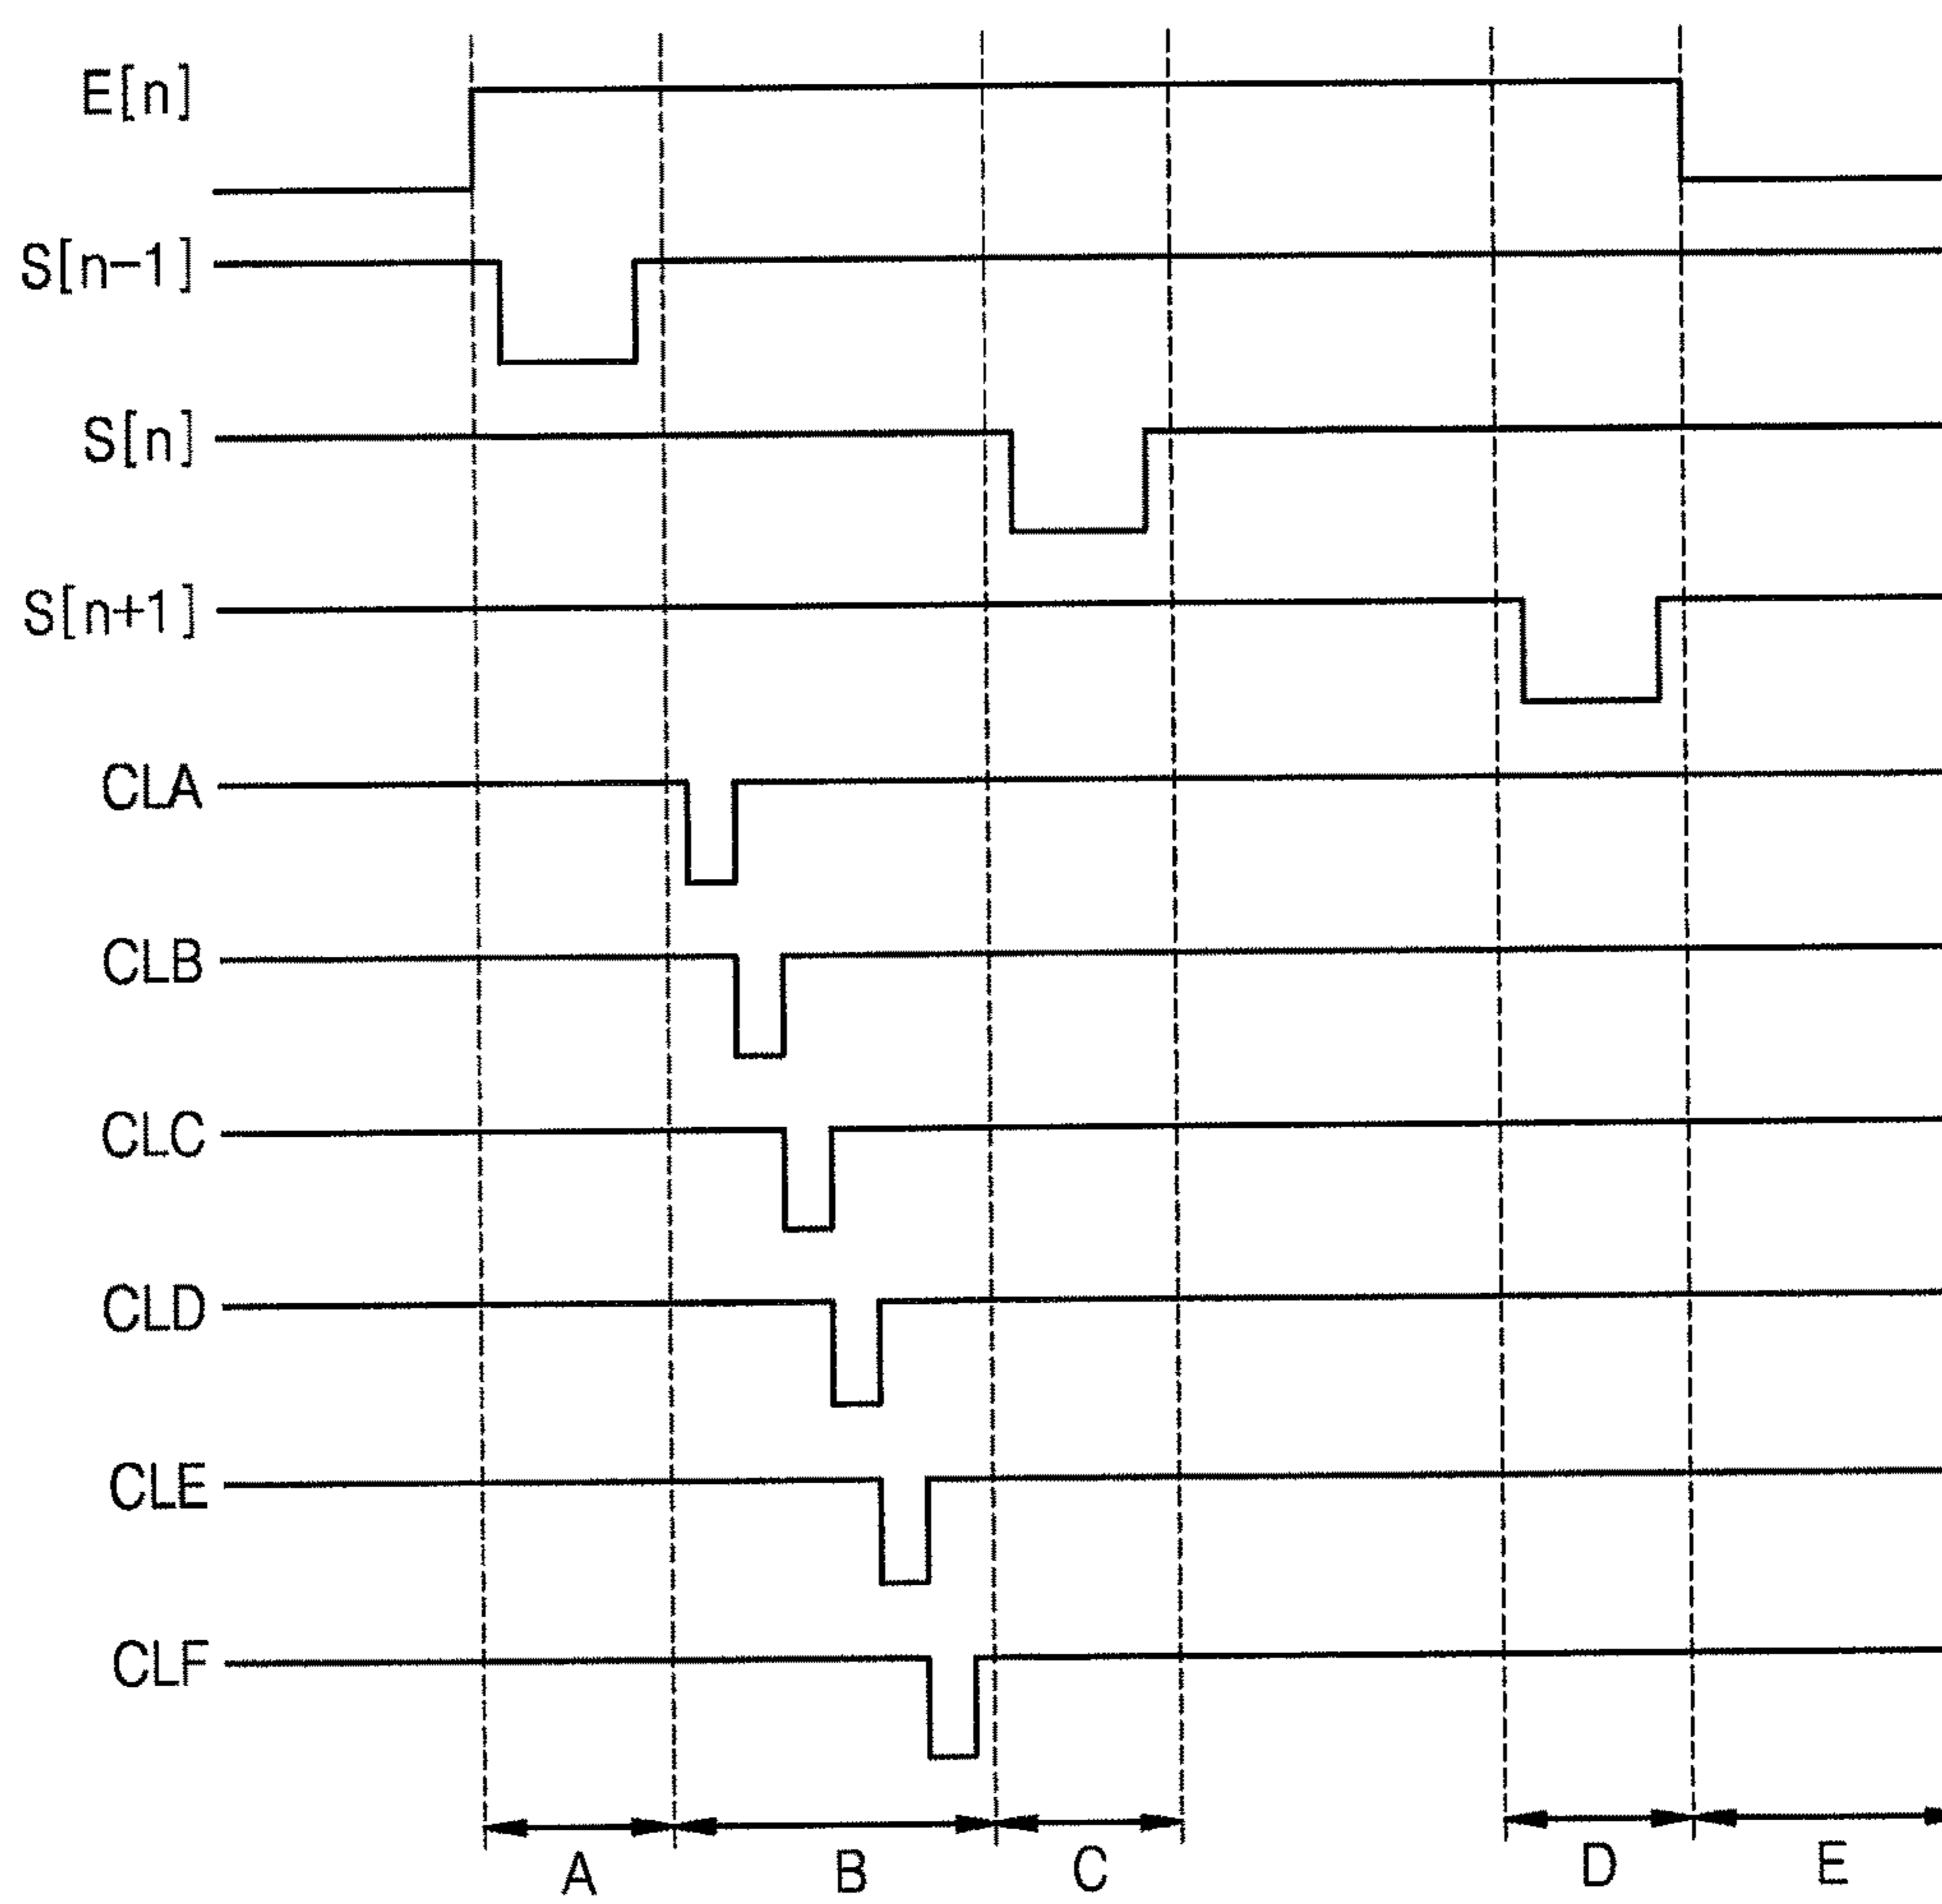 E[n]
S[n-1]
S[n]
S[n+1]
CLA
CLB
CLC
CLD
CLE
CLF
A B C D E